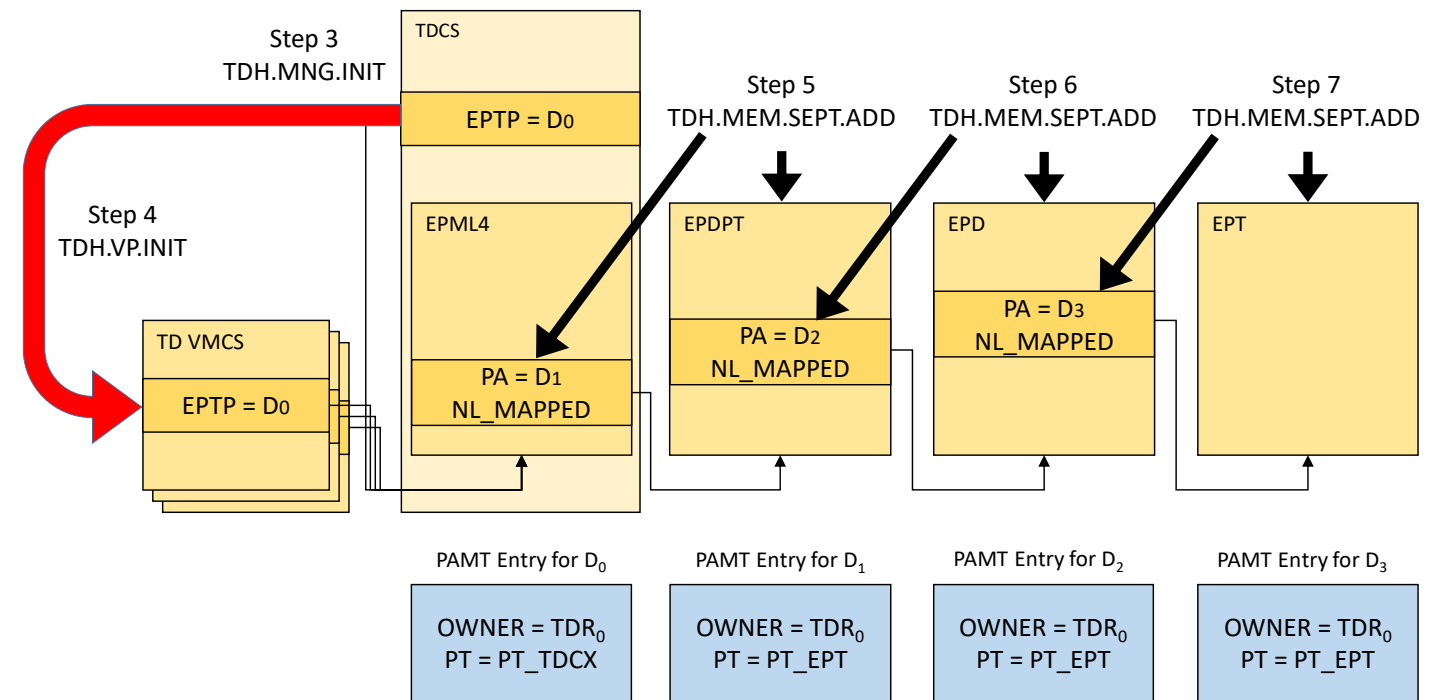 TDCS
Step 3
TDH.MNG.INIT
EPTP = D0
Step 5
TDH.MEM.SEPT.ADD
Step 6
TDH.MEM.SEPT.ADD
Step 7
TDH.MEM.SEPT.ADD
Step 4
TDH.VP.INIT
EPML4
EPDPT
EPD
EPT
TD VMCS
EPTP = D0
PA = D1
NL_MAPPED
PA = D2
NL_MAPPED
PA = D3
NL_MAPPED
PAMT Entry for D₀
PAMT Entry for D₁
PAMT Entry for D₂
PAMT Entry for D₃
OWNER = TDR₀
PT = PT_TDCX
OWNER = TDR₀
PT = PT_EPT
OWNER = TDR₀
PT = PT_EPT
OWNER = TDR₀
PT = PT_EPT